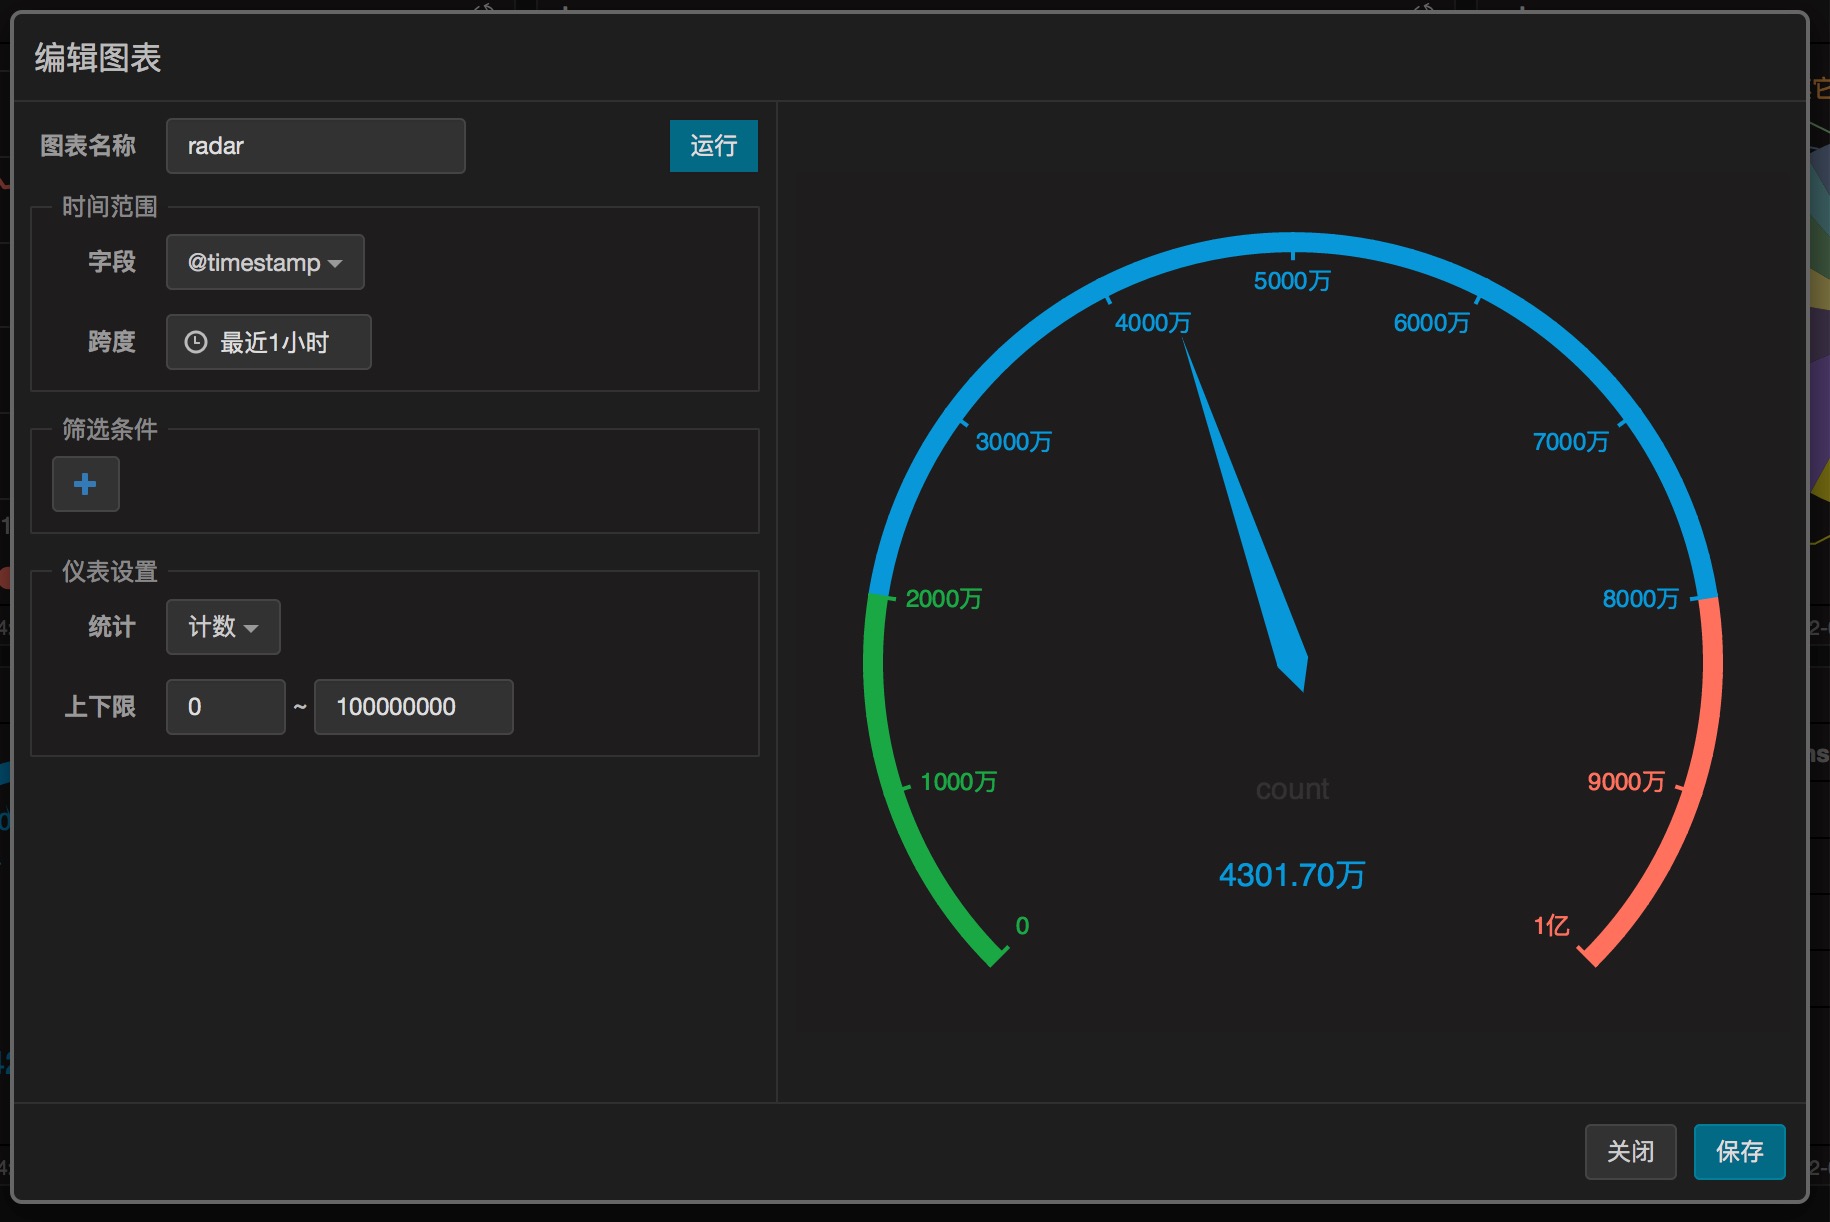 编辑图表
图表名称
radar
运行
时间范围
字段
@timestamp
跨度
最近1小时
筛选条件
仪表设置
统计
计数
上下限
0
~
100000000
5000万
4000万
6000万
3000万
7000万
2000万
8000万
1000万
9000万
count
4301.70万
0
1亿
关闭
保存